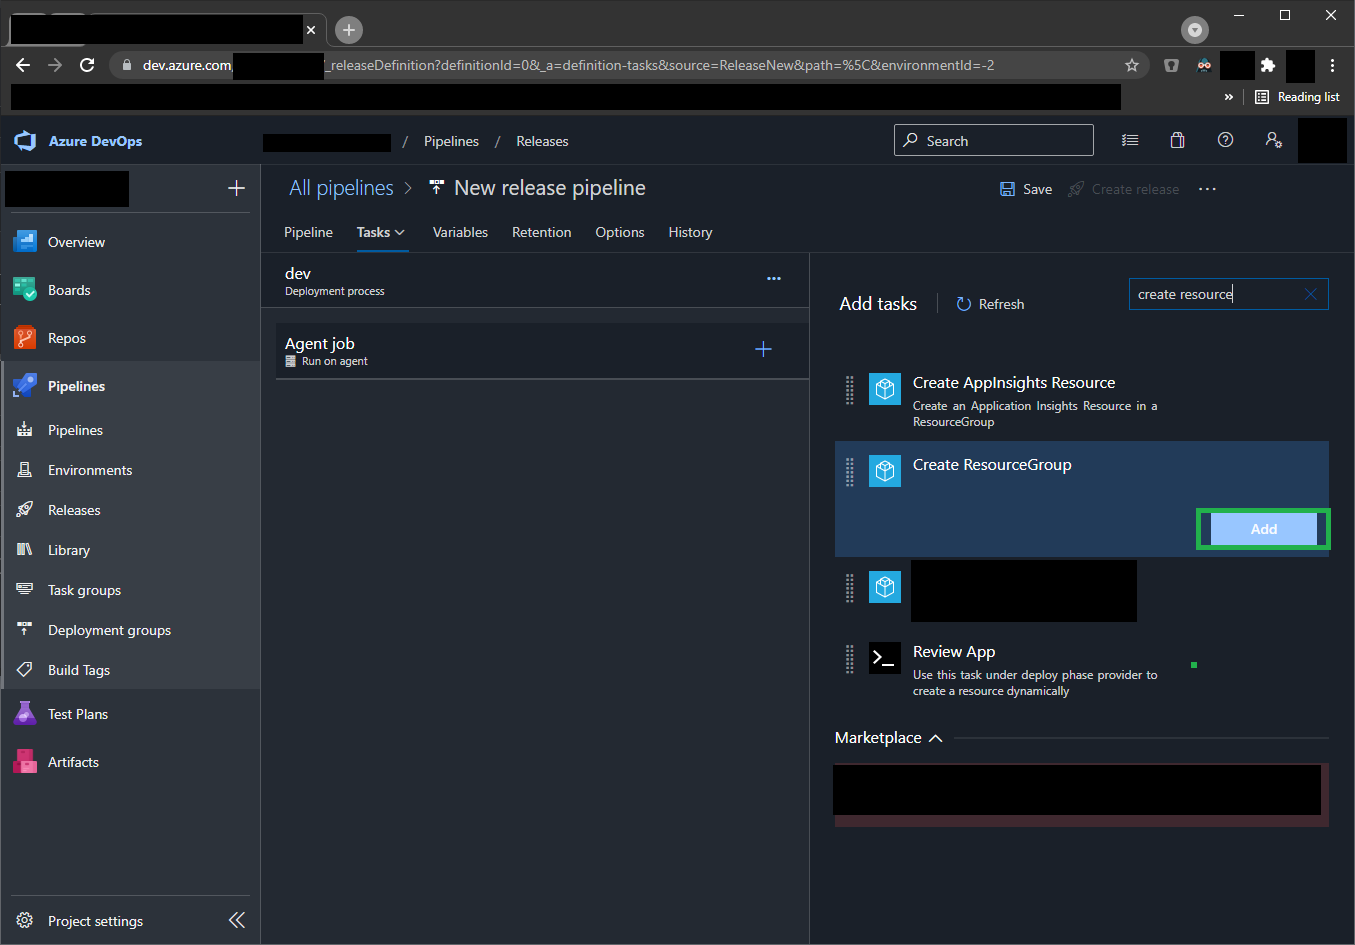 dev.azure.com
_releaseDefinition?definitionId=0&_a=definition-tasks&source=ReleaseNew&path=%5C&environmentId=-2
» Reading list
Azure DevOps
/ Pipelines / Releases
Search
All pipelines > New release pipeline
Save
Create release
Pipeline
Tasks
Variables
Retention
Options
History
Overview
Boards
Repos
Pipelines
Pipelines
Environments
Releases
Library
Task groups
Deployment groups
Build Tags
Test Plans
Artifacts
Project settings
dev
Deployment process
Agent job
Run on agent
Add tasks
Refresh
create resource
Create AppInsights Resource
Create an Application Insights Resource in a
ResourceGroup
Create ResourceGroup
Add
Review App
Use this task under deploy phase provider to
create a resource dynamically
Marketplace